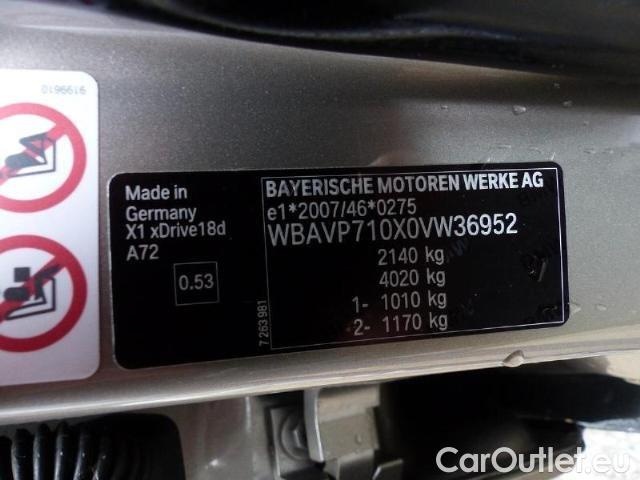 9199610
Made in
Germany
X1 xDrive18d
A72
0.53
7 263 981
BAYERISCHE MOTOREN WERKE AG
e1*2007/46*0275
WBAVP710X0VW36952
2140 kg
4020 kg
1- 1010 kg
2- 1170 kg
CarOutlet.eu